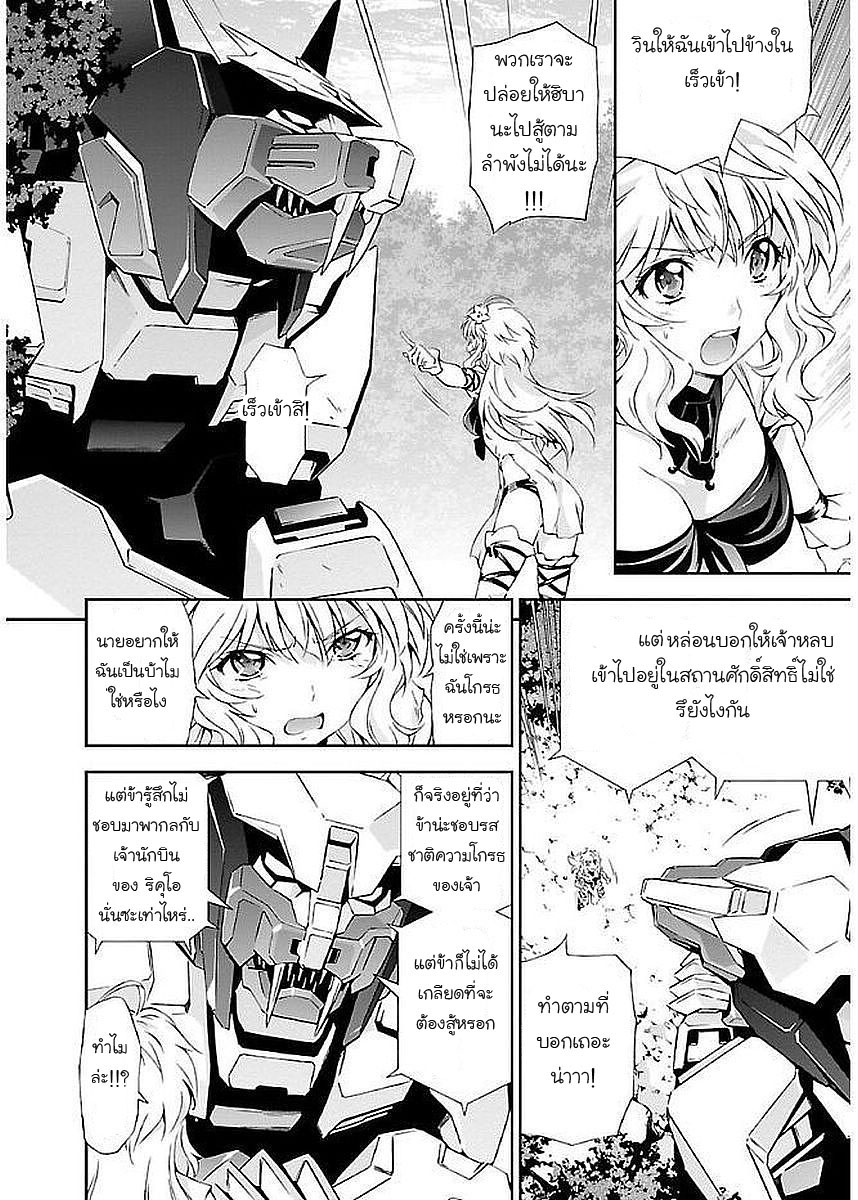 วินให้ฉันเข้าไปข้างใน
เร็วเข้า!
พวกเราจะ
ปล่อยให้ฮิบา
นะไปสู้ตาม
ลำพังไม่ได้นะ
!!!
เร็วเข้าสิ!
แต่หล่อนบอกให้เจ้าหลบ
เข้าไปอยู่ในสถานศักดิ์สิทธิ์ไม่ใช่
รึยังไงกัน
ครั้งนี้น่ะ
ไม่ใช่เพราะ
ฉันโกรธ
หรอกนะ
นายอยากให้
ฉันเป็นบ้าไม
ใช่หรือไง
ทำตามที่
บอกเถอะ
น่าาา!
ก็จริงอยู่ที่ว่า
ข้าน่ะชอบรส
ชาติความโกรธ
ของเจ้า
แต่ข้าก็ไม่ได้
เกลียดที่จะ
ต้องสู้หรอก
แต่ข้ารู้สึกไม่
ชอบมาพากลกับ
เจ้านักบิน
ของ ริคุโอ
นั่นซะเท่าไหร่..
ทำไม
ล่ะ!!?